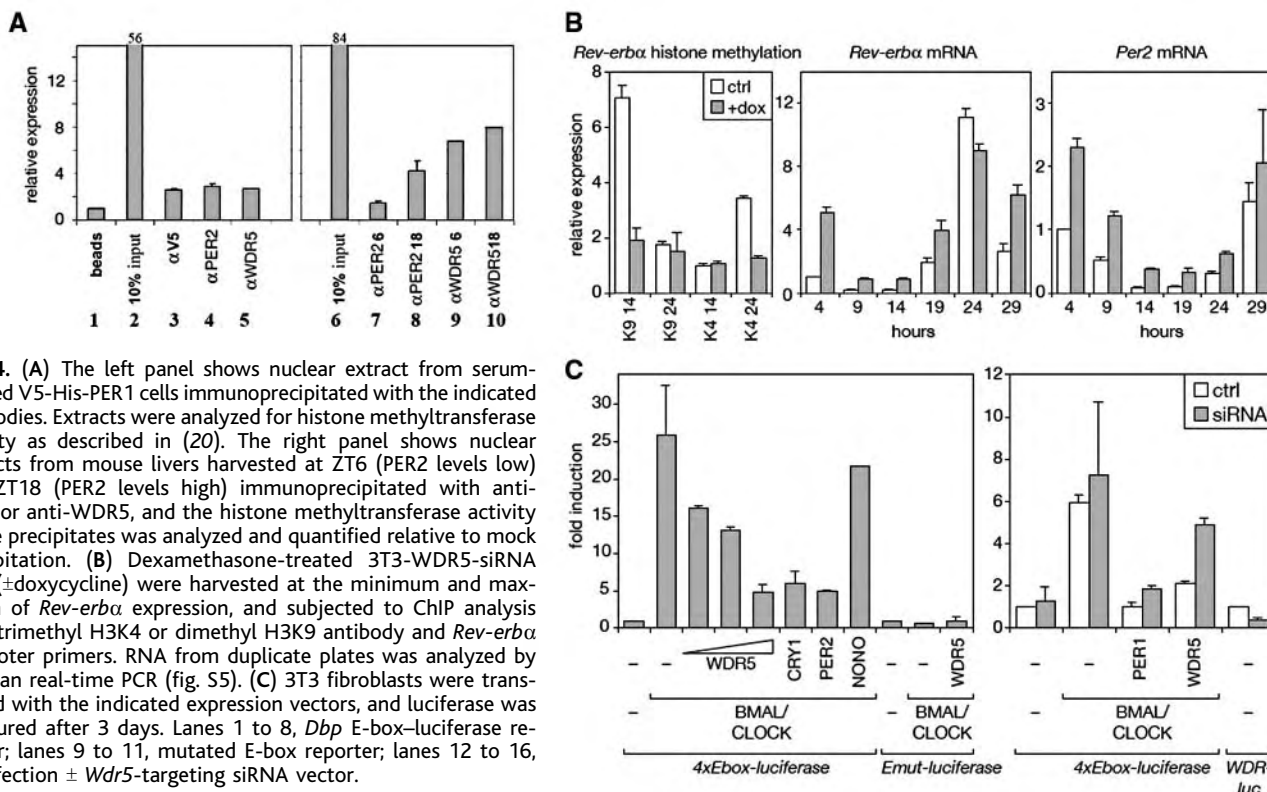 A
56
84
12
8
4
0
relative expression
beads
10% input
αV5
αPER2
αWDR5
10% input
αPER2 6
αPER2 18
αWDR5 6
αWDR518
1 2 3 4 5 6 7 8 9 10
B
Rev-erbα histone methylation
Rev-erbα mRNA
Per2 mRNA
ctrl
+dox
relative expression
8
6
4
2
0
K9 14
K9 24
K4 14
K4 24
12
8
4
0
4 9 14 19 24 29
hours
3
2
1
0
4 9 14 19 24 29
hours
4. (A) The left panel shows nuclear extract from serum-
ed V5-His-PER1 cells immunoprecipitated with the indicated
odies. Extracts were analyzed for histone methyltransferase
ty as described in (20). The right panel shows nuclear
cts from mouse livers harvested at ZT6 (PER2 levels low)
ZT18 (PER2 levels high) immunoprecipitated with anti-
or anti-WDR5, and the histone methyltransferase activity
e precipitates was analyzed and quantified relative to mock
pitation. (B) Dexamethasone-treated 3T3-WDR5-siRNA
(±doxycycline) were harvested at the minimum and max-
of Rev-erbα expression, and subjected to ChIP analysis
trimethyl H3K4 or dimethyl H3K9 antibody and Rev-erbα
oter primers. RNA from duplicate plates was analyzed by
an real-time PCR (fig. S5). (C) 3T3 fibroblasts were trans-
d with the indicated expression vectors, and luciferase was
ured after 3 days. Lanes 1 to 8, Dbp E-box–luciferase re-
r; lanes 9 to 11, mutated E-box reporter; lanes 12 to 16,
fection ± Wdr5-targeting siRNA vector.
C
fold induction
30
25
20
15
10
5
0
– – WDR5 CRY1 PER2 NONO – – WDR5
– BMAL/
CLOCK
– BMAL/
CLOCK
4xEbox-luciferase
Emut-luciferase
12
10
8
6
4
2
0
ctrl
siRNA
– – PER1 WDR5 –
– BMAL/
CLOCK
–
4xEbox-luciferase
WDR-
luc